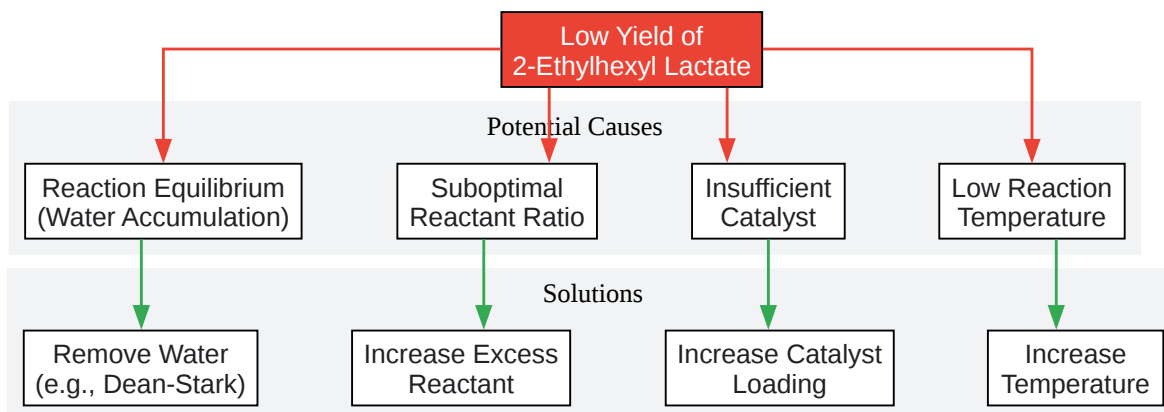 Low Yield of
2-Ethylhexyl Lactate
Potential Causes
Reaction Equilibrium
(Water Accumulation)
Suboptimal
Reactant Ratio
Insufficient
Catalyst
Low Reaction
Temperature
Solutions
Remove Water
(e.g., Dean-Stark)
Increase Excess
Reactant
Increase Catalyst
Loading
Increase
Temperature